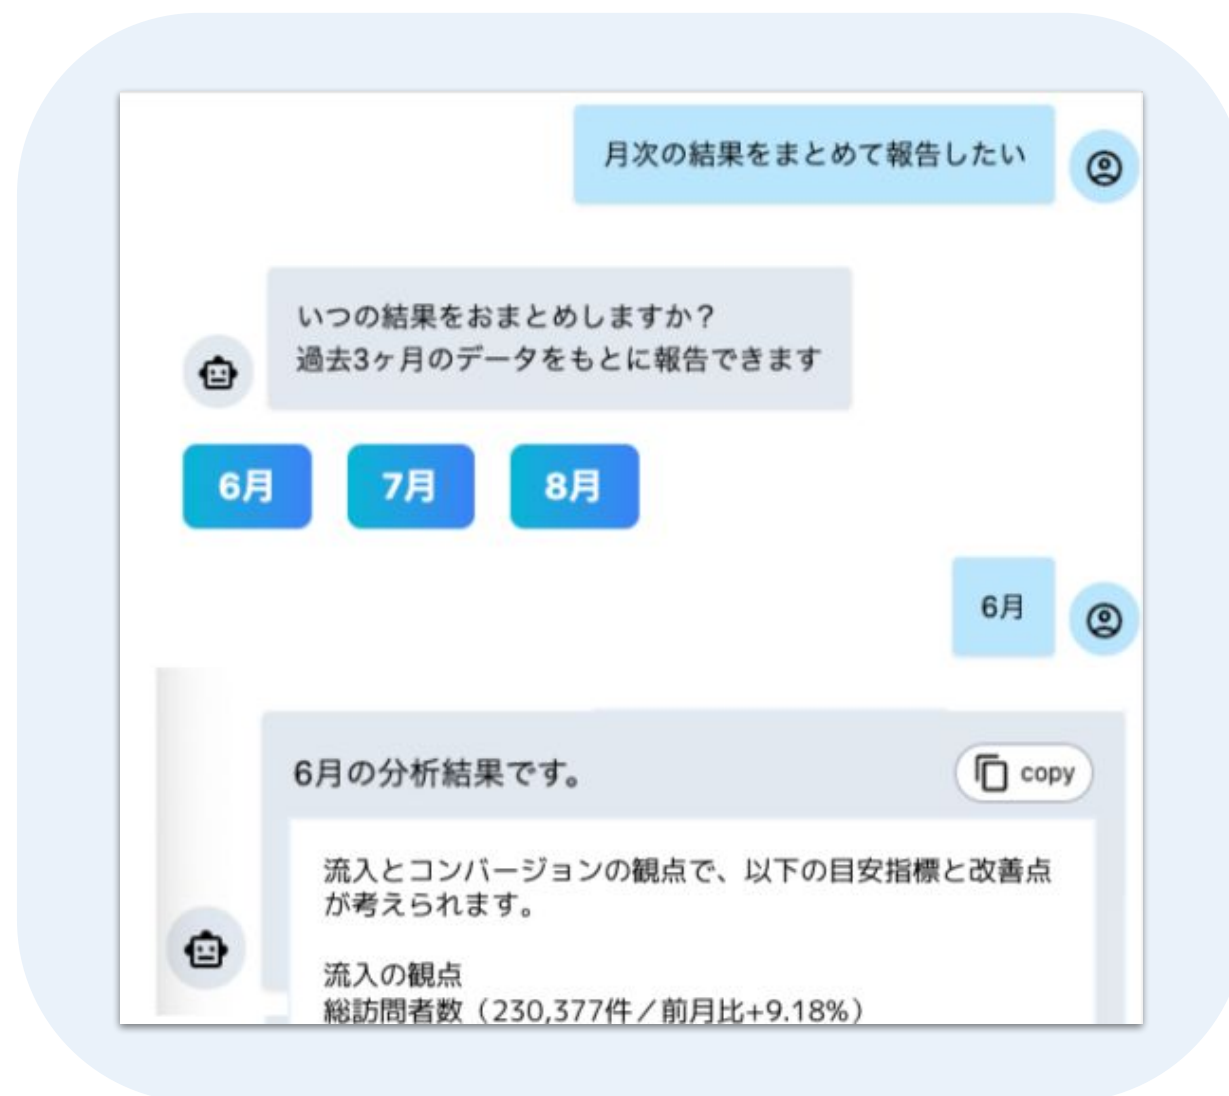 月次の結果をまとめて報告したい
いつの結果をおまとめしますか？
過去3ヶ月のデータをもとに報告できます
6月
7月
8月
6月
6月の分析結果です。
copy
流入とコンバージョンの観点で、以下の目安指標と改善点
が考えられます。
流入の観点
総訪問者数（230,377件／前月比+9.18%）